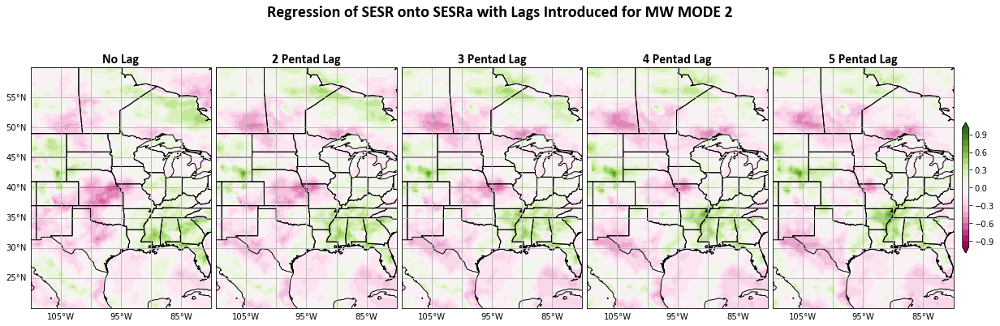 Regression of SESR onto SESRa with Lags Introduced for MW MODE 2
No Lag
2 Pentad Lag
3 Pentad Lag
4 Pentad Lag
5 Pentad Lag
55°N
50°N
45°N
40°N
35°N
30°N
25°N
105°W 95°W 85°W
105°W 95°W 85°W
105°W 95°W 85°W
105°W 95°W 85°W
105°W 95°W 85°W
0.9
0.6
0.3
0.0
−0.3
−0.6
−0.9